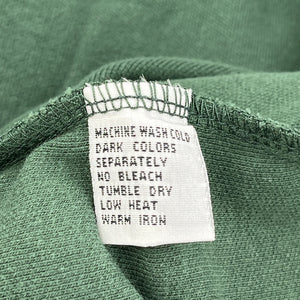 MACHINE WASH COLD
DARK COLORS
SEPARATELY
NO BLEACH
TUMBLE DRY
LOW HEAT
WARM IRON